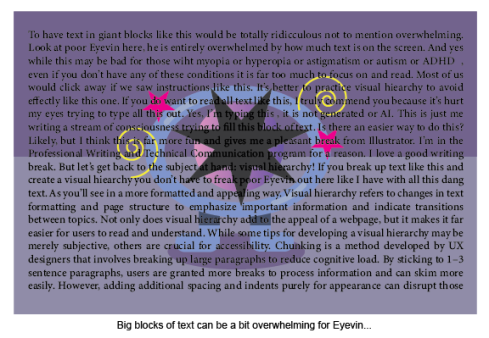 To have text in giant blocks like this would be totally ridicculous not to mention overwhelming.
Look at poor Eyevin here. he is entirely overwhelmed by how much text is on the screen. And yes
while this may be bad for those wiht myopia or hyperopia or astigmatism or autism or ADHD .
even if you don't have any of these conditions it is far too much to focus on and read. Most of us
would click away if we saw instructions like this. It's better to practice visual hiearchy to avoid
effectly like this one. If you do want to read all text like this, I truly commend you because it's hurt
my eyes trying to type all this out. Yes, I'm typing this . it is not generated or AI. This is just me
writing a stream of consciousness trying to fill this block of text. Is there an easier way to do this?
Likely, but I think this is far more fun and gives me a pleasant break from Illustrator. I'm in the
Professional Writing and Technical Communication program for a reason. I love a good writing
break. But let's get back to the subject at hand: visual hierarchy! If you break up text like this and
create a visual hierarchy you don't have to freak poor Eyevin out here like I have with all this dang
text. As you'll see in a more formatted and appealing way. Visual hierarchy refers to changes in text
formatting and page structure to emphasize important information and indicate transitions
between topics. Not only does visual hierarchy add to the appeal of a webpage, but it makes it far
easier for users to read and understand. While some tips for developing a visual hierarchy may be
merely subjective, others are crucial for accessibility. Chunking is a method developed by UX
designers that involves breaking up large paragraphs to reduce cognitive load. By sticking to 1–3
sentence paragraphs, users are granted more breaks to process information and can skim more
easily. However, adding additional spacing and indents purely for appearance can disrupt those
Big blocks of text can be a bit overwhelming for Eyevin...